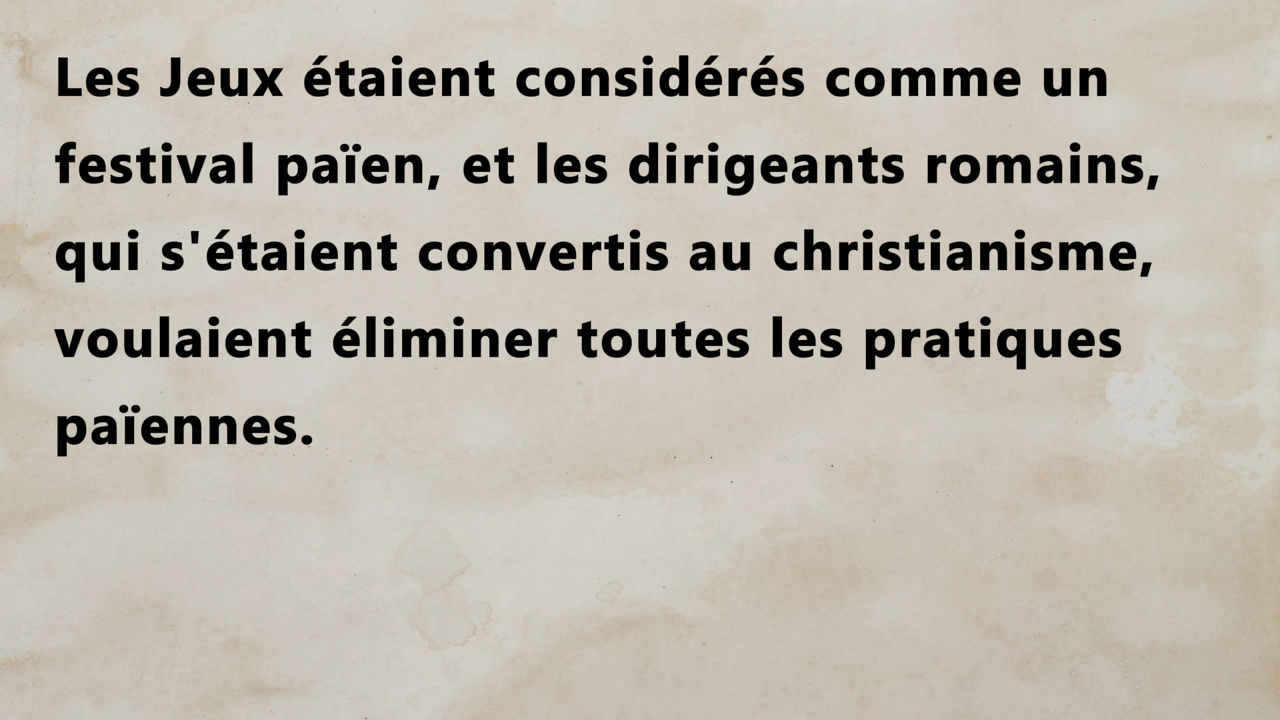 Les Jeux étaient considérés comme un
festival païen, et les dirigeants romains,
qui s'étaient convertis au christianisme,
voulaient éliminer toutes les pratiques
païennes.